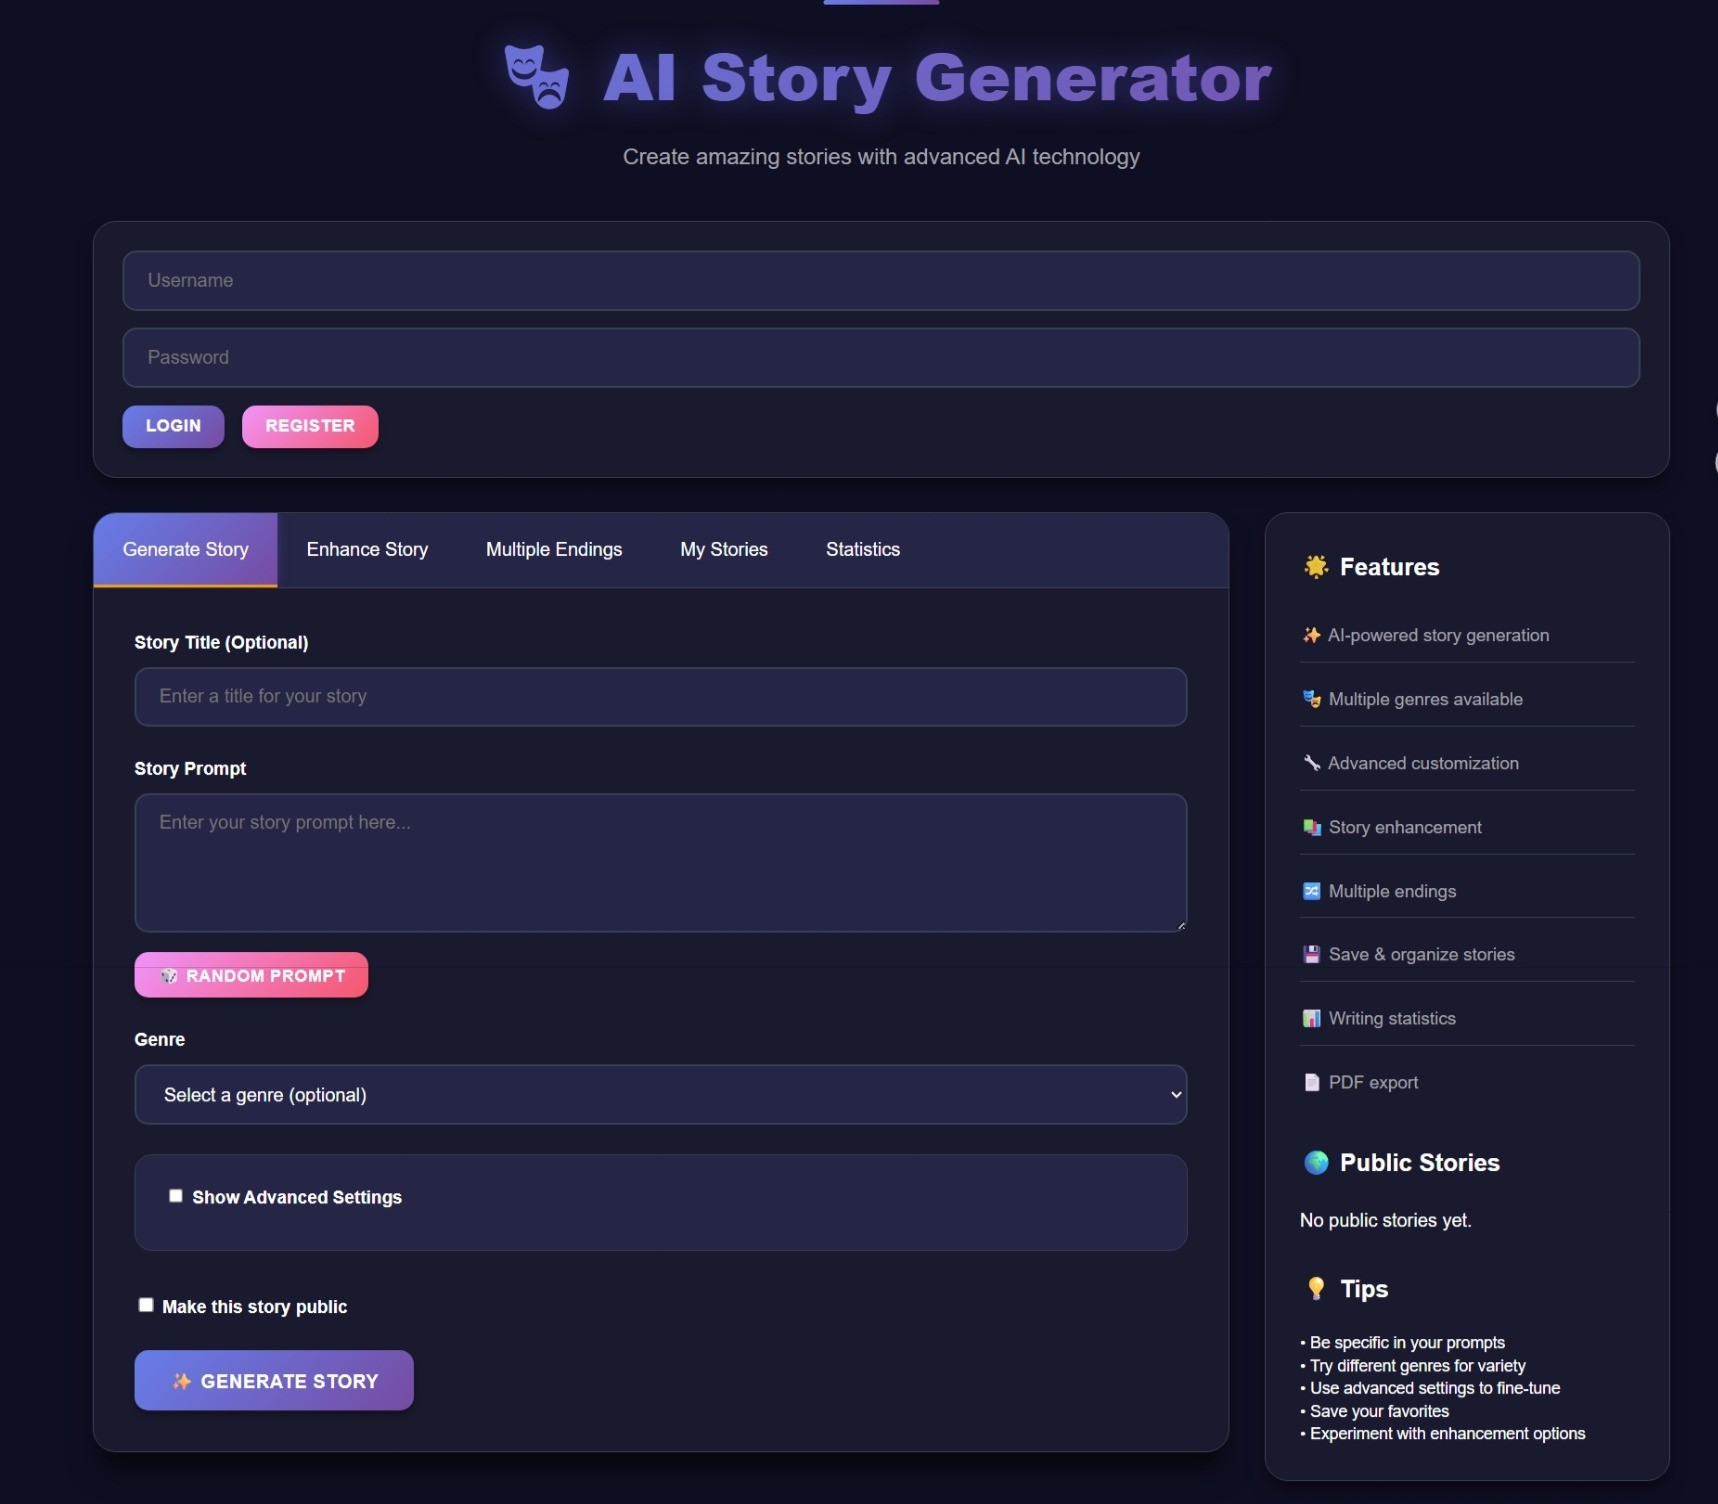 AI Story Generator
Create amazing stories with advanced AI technology
Username
Password
LOGIN
REGISTER
Generate Story
Enhance Story
Multiple Endings
My Stories
Statistics
Story Title (Optional)
Enter a title for your story
Story Prompt
Enter your story prompt here...
RANDOM PROMPT
Genre
Select a genre (optional)
Show Advanced Settings
Make this story public
GENERATE STORY
Features
AI-powered story generation
Multiple genres available
Advanced customization
Story enhancement
Multiple endings
Save & organize stories
Writing statistics
PDF export
Public Stories
No public stories yet.
Tips
• Be specific in your prompts
• Try different genres for variety
• Use advanced settings to fine-tune
• Save your favorites
• Experiment with enhancement options